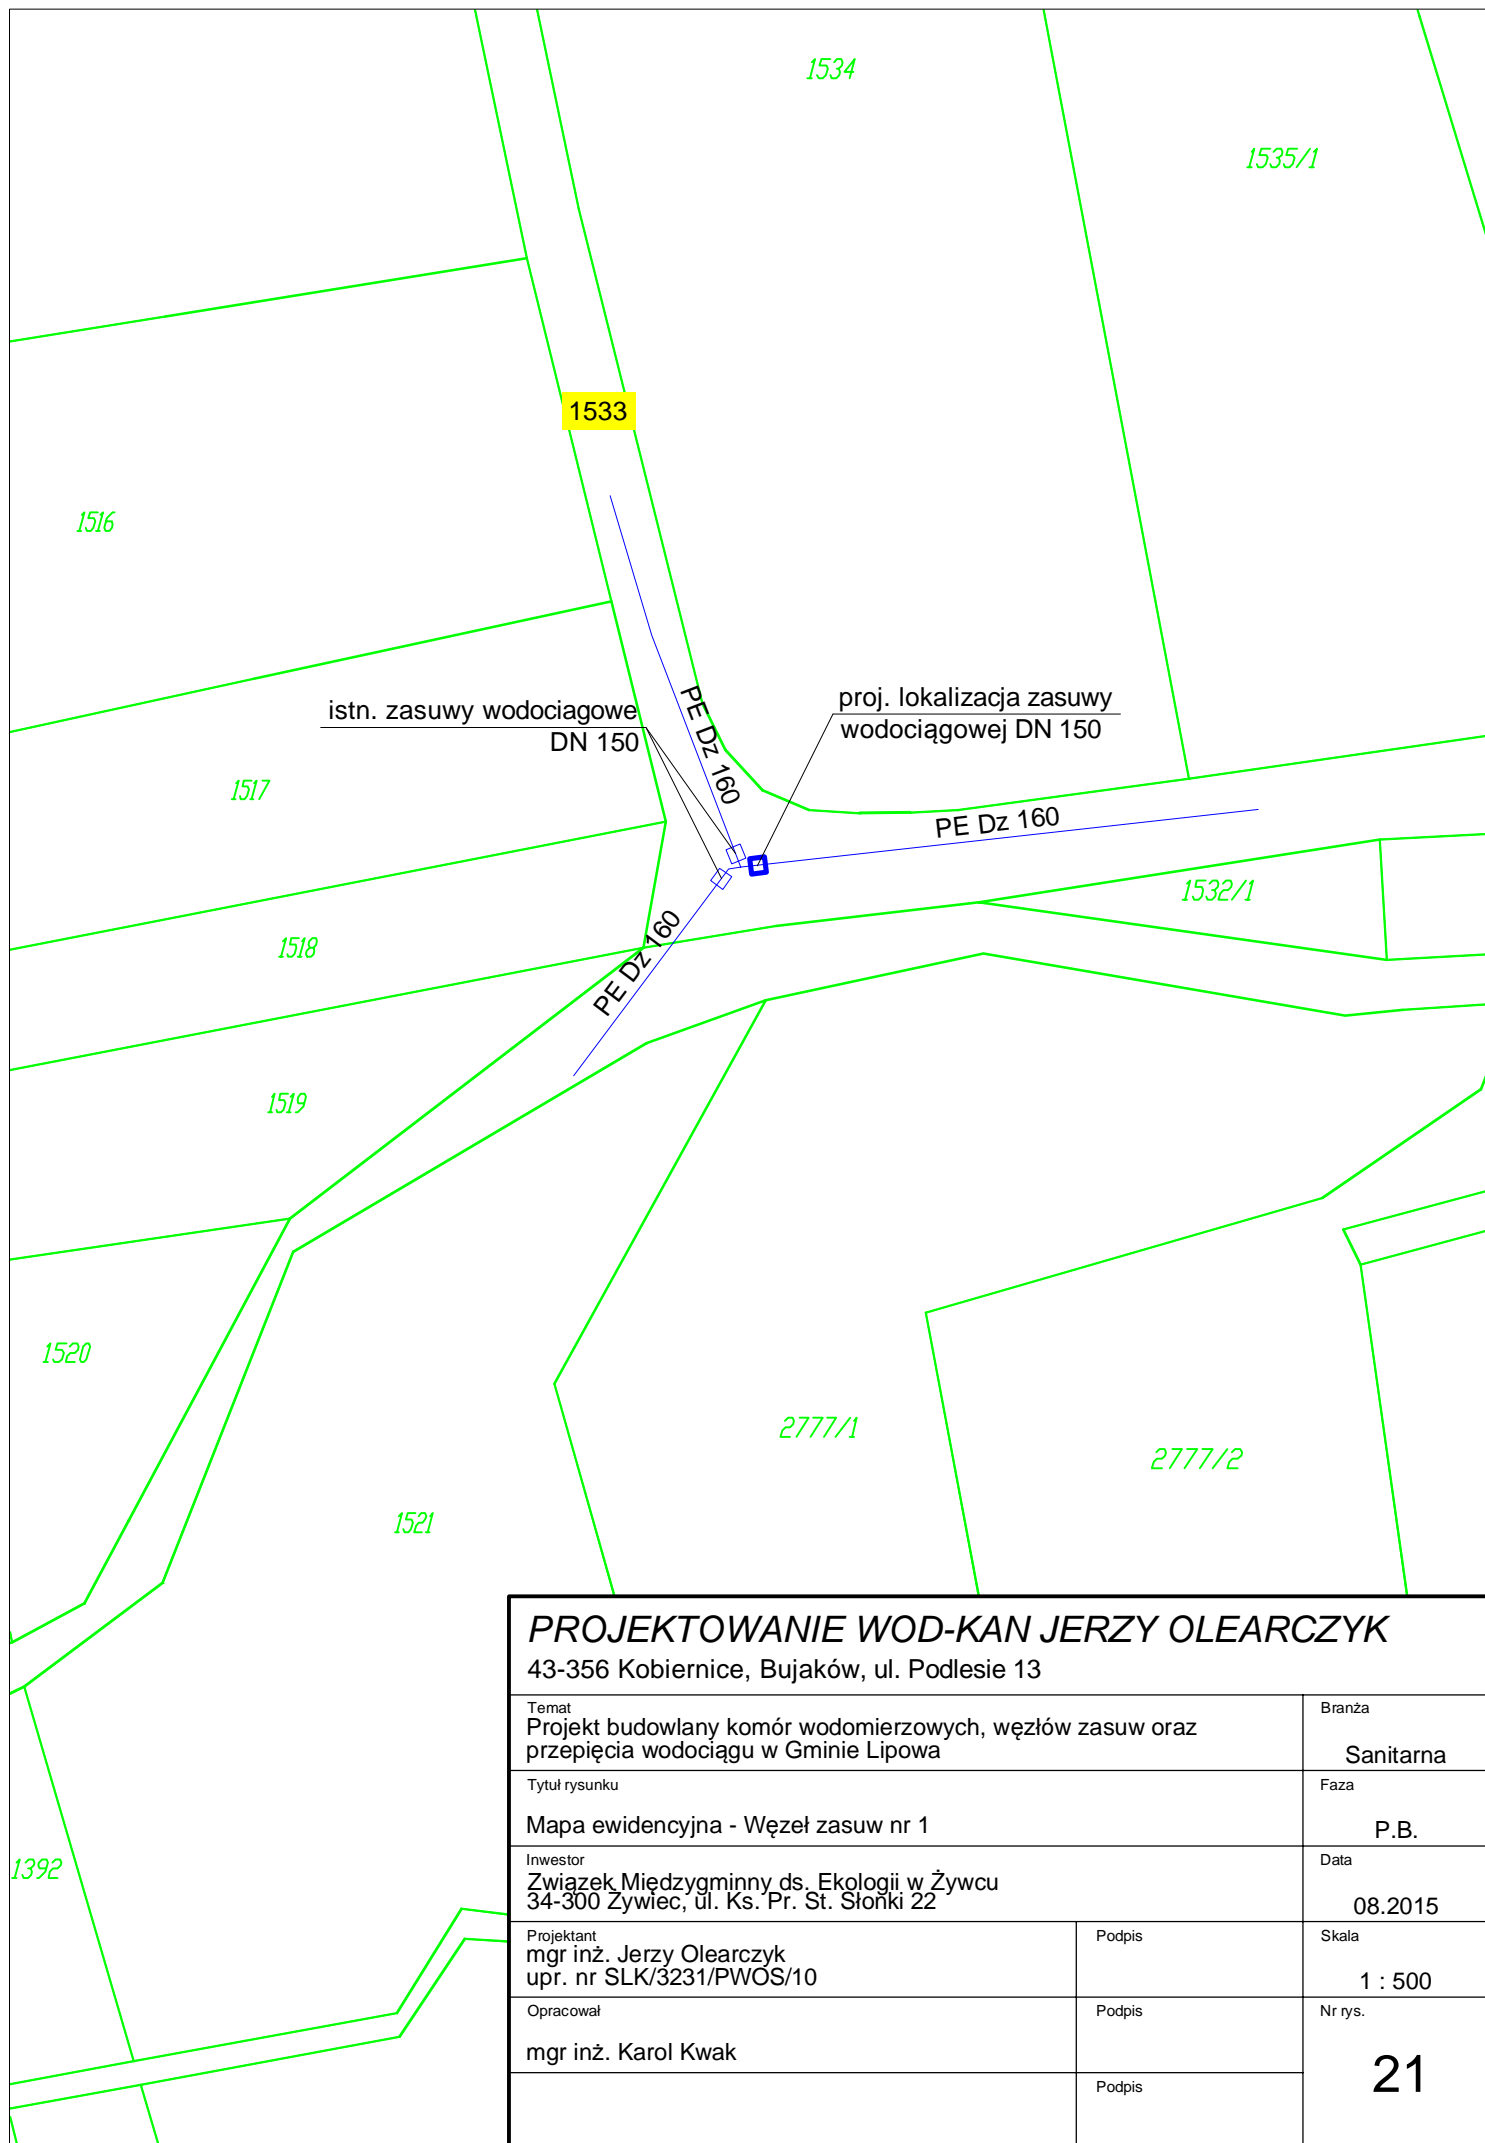 1534
1535/1
1533
1516
istn. zasuwy wodociagowe
DN 150
PE Dz 160
proj. lokalizacja zasuwy
wodociągowej DN 150
1517
PE Dz 160
1532/1
PE Dz 160
1518
1519
1520
2777/1
2777/2
1521
1392
PROJEKTOWANIE WOD-KAN JERZY OLEARCZYK
43-356 Kobiernice, Bujaków, ul. Podlesie 13
Temat
Projekt budowlany komór wodomierzowych, węzłów zasuw oraz
przepięcia wodociągu w Gminie Lipowa
Branża
Sanitarna
Tytuł rysunku
Mapa ewidencyjna - Węzeł zasuw nr 1
Faza
P.B.
Inwestor
Związek Międzygminny ds. Ekologii w Żywcu
34-300 Żywiec, ul. Ks. Pr. St. Słonki 22
Data
08.2015
Projektant
mgr inż. Jerzy Olearczyk
upr. nr SLK/3231/PWOS/10
Podpis
Skala
1 : 500
Opracował
mgr inż. Karol Kwak
Podpis
Nr rys.
21
Podpis